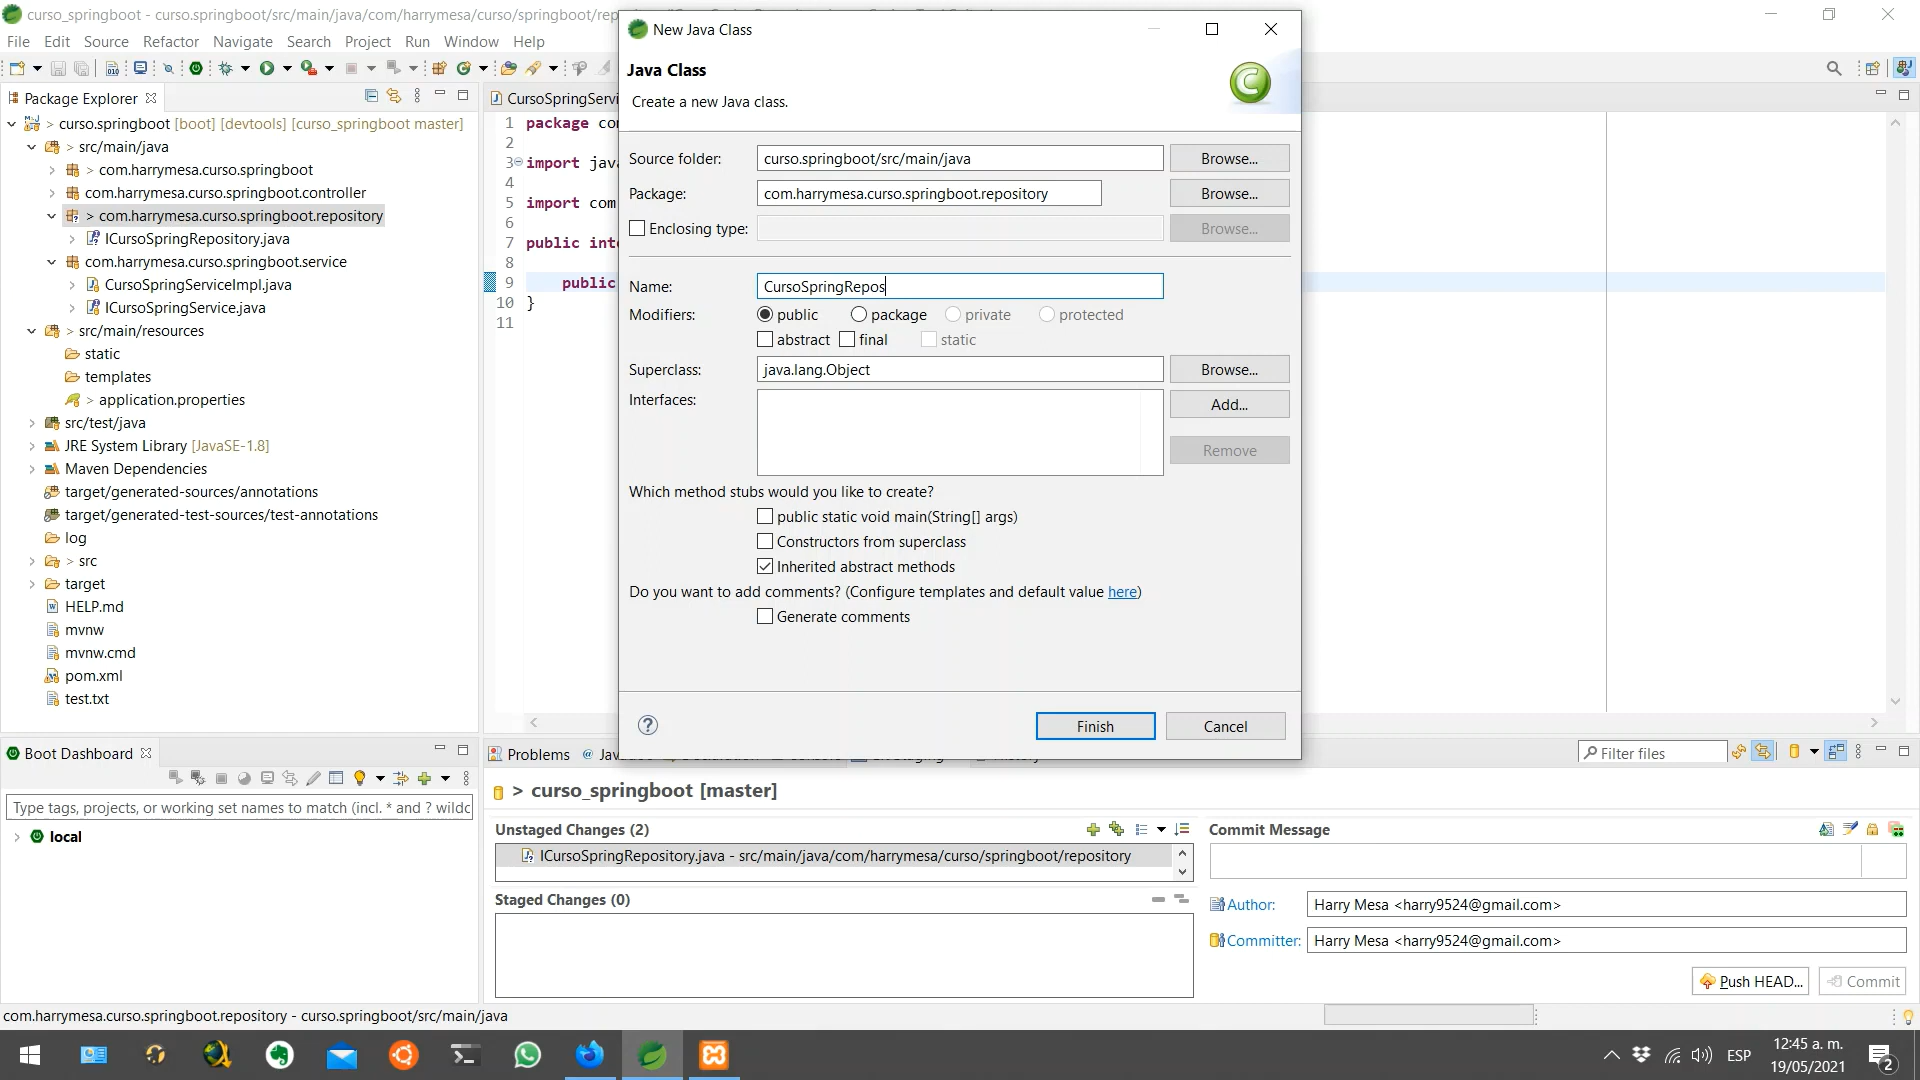 curso_springboot - curso.springboot/src/main/java/com/harrymesa/curso/springboot/rep
File Edit Source Refactor Navigate Search Project Run Window Help
Package Explorer
> curso.springboot [boot] [devtools] [curso_springboot master]
> src/main/java
> com.harrymesa.curso.springboot
com.harrymesa.curso.springboot.controller
> com.harrymesa.curso.springboot.repository
ICursoSpringRepository.java
com.harrymesa.curso.springboot.service
CursoSpringServiceImpl.java
ICursoSpringService.java
> src/main/resources
static
templates
> application.properties
src/test/java
JRE System Library [JavaSE-1.8]
Maven Dependencies
target/generated-sources/annotations
target/generated-test-sources/test-annotations
log
> src
target
HELP.md
mvnw
mvnw.cmd
pom.xml
test.txt
CursoSpringServi
1 package co
2
3 import java
4
5 import com
6
7 public inte
8
9 public
10 }
11
New Java Class
Java Class
Create a new Java class.
Source folder: curso.springboot/src/main/java Browse...
Package: com.harrymesa.curso.springboot.repository Browse...
Enclosing type: Browse...
Name: CursoSpringRepos
Modifiers: public package private protected
abstract final static
Superclass: java.lang.Object Browse...
Interfaces: Add...
Remove
Which method stubs would you like to create?
public static void main(String[] args)
Constructors from superclass
Inherited abstract methods
Do you want to add comments? (Configure templates and default value here)
Generate comments
Finish Cancel
Boot Dashboard
Type tags, projects, or working set names to match (incl. * and ? wildc
local
Problems @ Jav
Filter files
> curso_springboot [master]
Unstaged Changes (2)
ICursoSpringRepository.java - src/main/java/com/harrymesa/curso/springboot/repository
Staged Changes (0)
Commit Message
Author: Harry Mesa <harry9524@gmail.com>
Committer: Harry Mesa <harry9524@gmail.com>
Push HEAD... Commit
com.harrymesa.curso.springboot.repository - curso.springboot/src/main/java
ESP
12:45 a. m.
19/05/2021
2